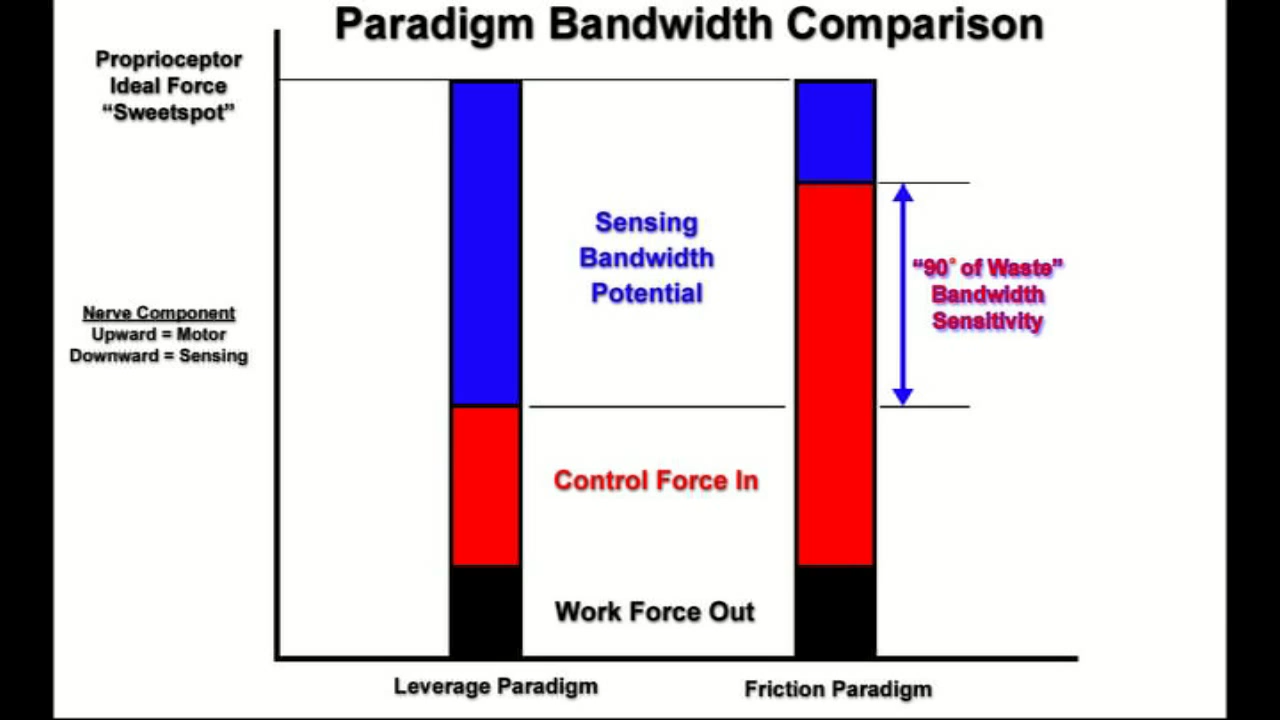 Paradigm Bandwidth Comparison
Proprioceptor
Ideal Force
“Sweetspot”
Sensing
Bandwidth
Potential
“90° of Waste”
Bandwidth
Sensitivity
Nerve Component
Upward = Motor
Downward = Sensing
Control Force In
Work Force Out
Leverage Paradigm
Friction Paradigm